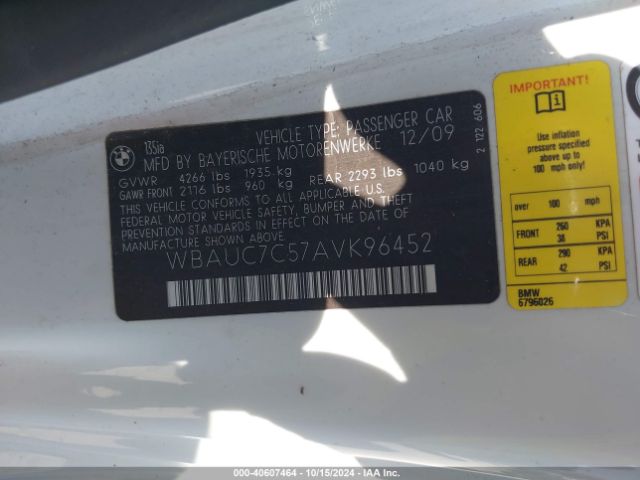 BMW
135ia
VEHICLE TYPE: PASSENGER CAR
MFD BY BAYERISCHE MOTORENWERKE 12/09
GVWR 4266 lbs 1935 kg
GAWR FRONT 2116 lbs 960 kg REAR 2293 lbs 1040 kg
THIS VEHICLE CONFORMS TO ALL APPLICABLE U.S.
FEDERAL MOTOR VEHICLE SAFETY, BUMPER AND THEFT
PREVENTION STANDARDS IN EFFECT ON THE DATE OF
MANUFACTURE SHOWN ABOVE.
WBAUC7C57AVK96452
2 122 606
IMPORTANT!
Use inflation
pressure specified
above up to
100 mph only!
over 100 mph
FRONT 260 KPA
38 PSI
REAR 290 KPA
42 PSI
BMW
6796026
000-40607464 | 10/15/2024 | IAA Inc.